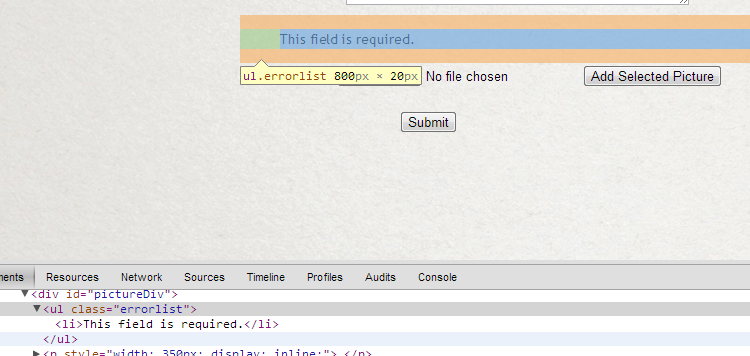 This field is required.
ul.errorlist 800px × 20px No file chosen Add Selected Picture
Submit
ments Resources Network Sources Timeline Profiles Audits Console
▼<div id="pictureDiv">
▼<ul class="errorlist">
<li>This field is required.</li>
</ul>
▶<p style="width: 350px; display: inline;"> </p>